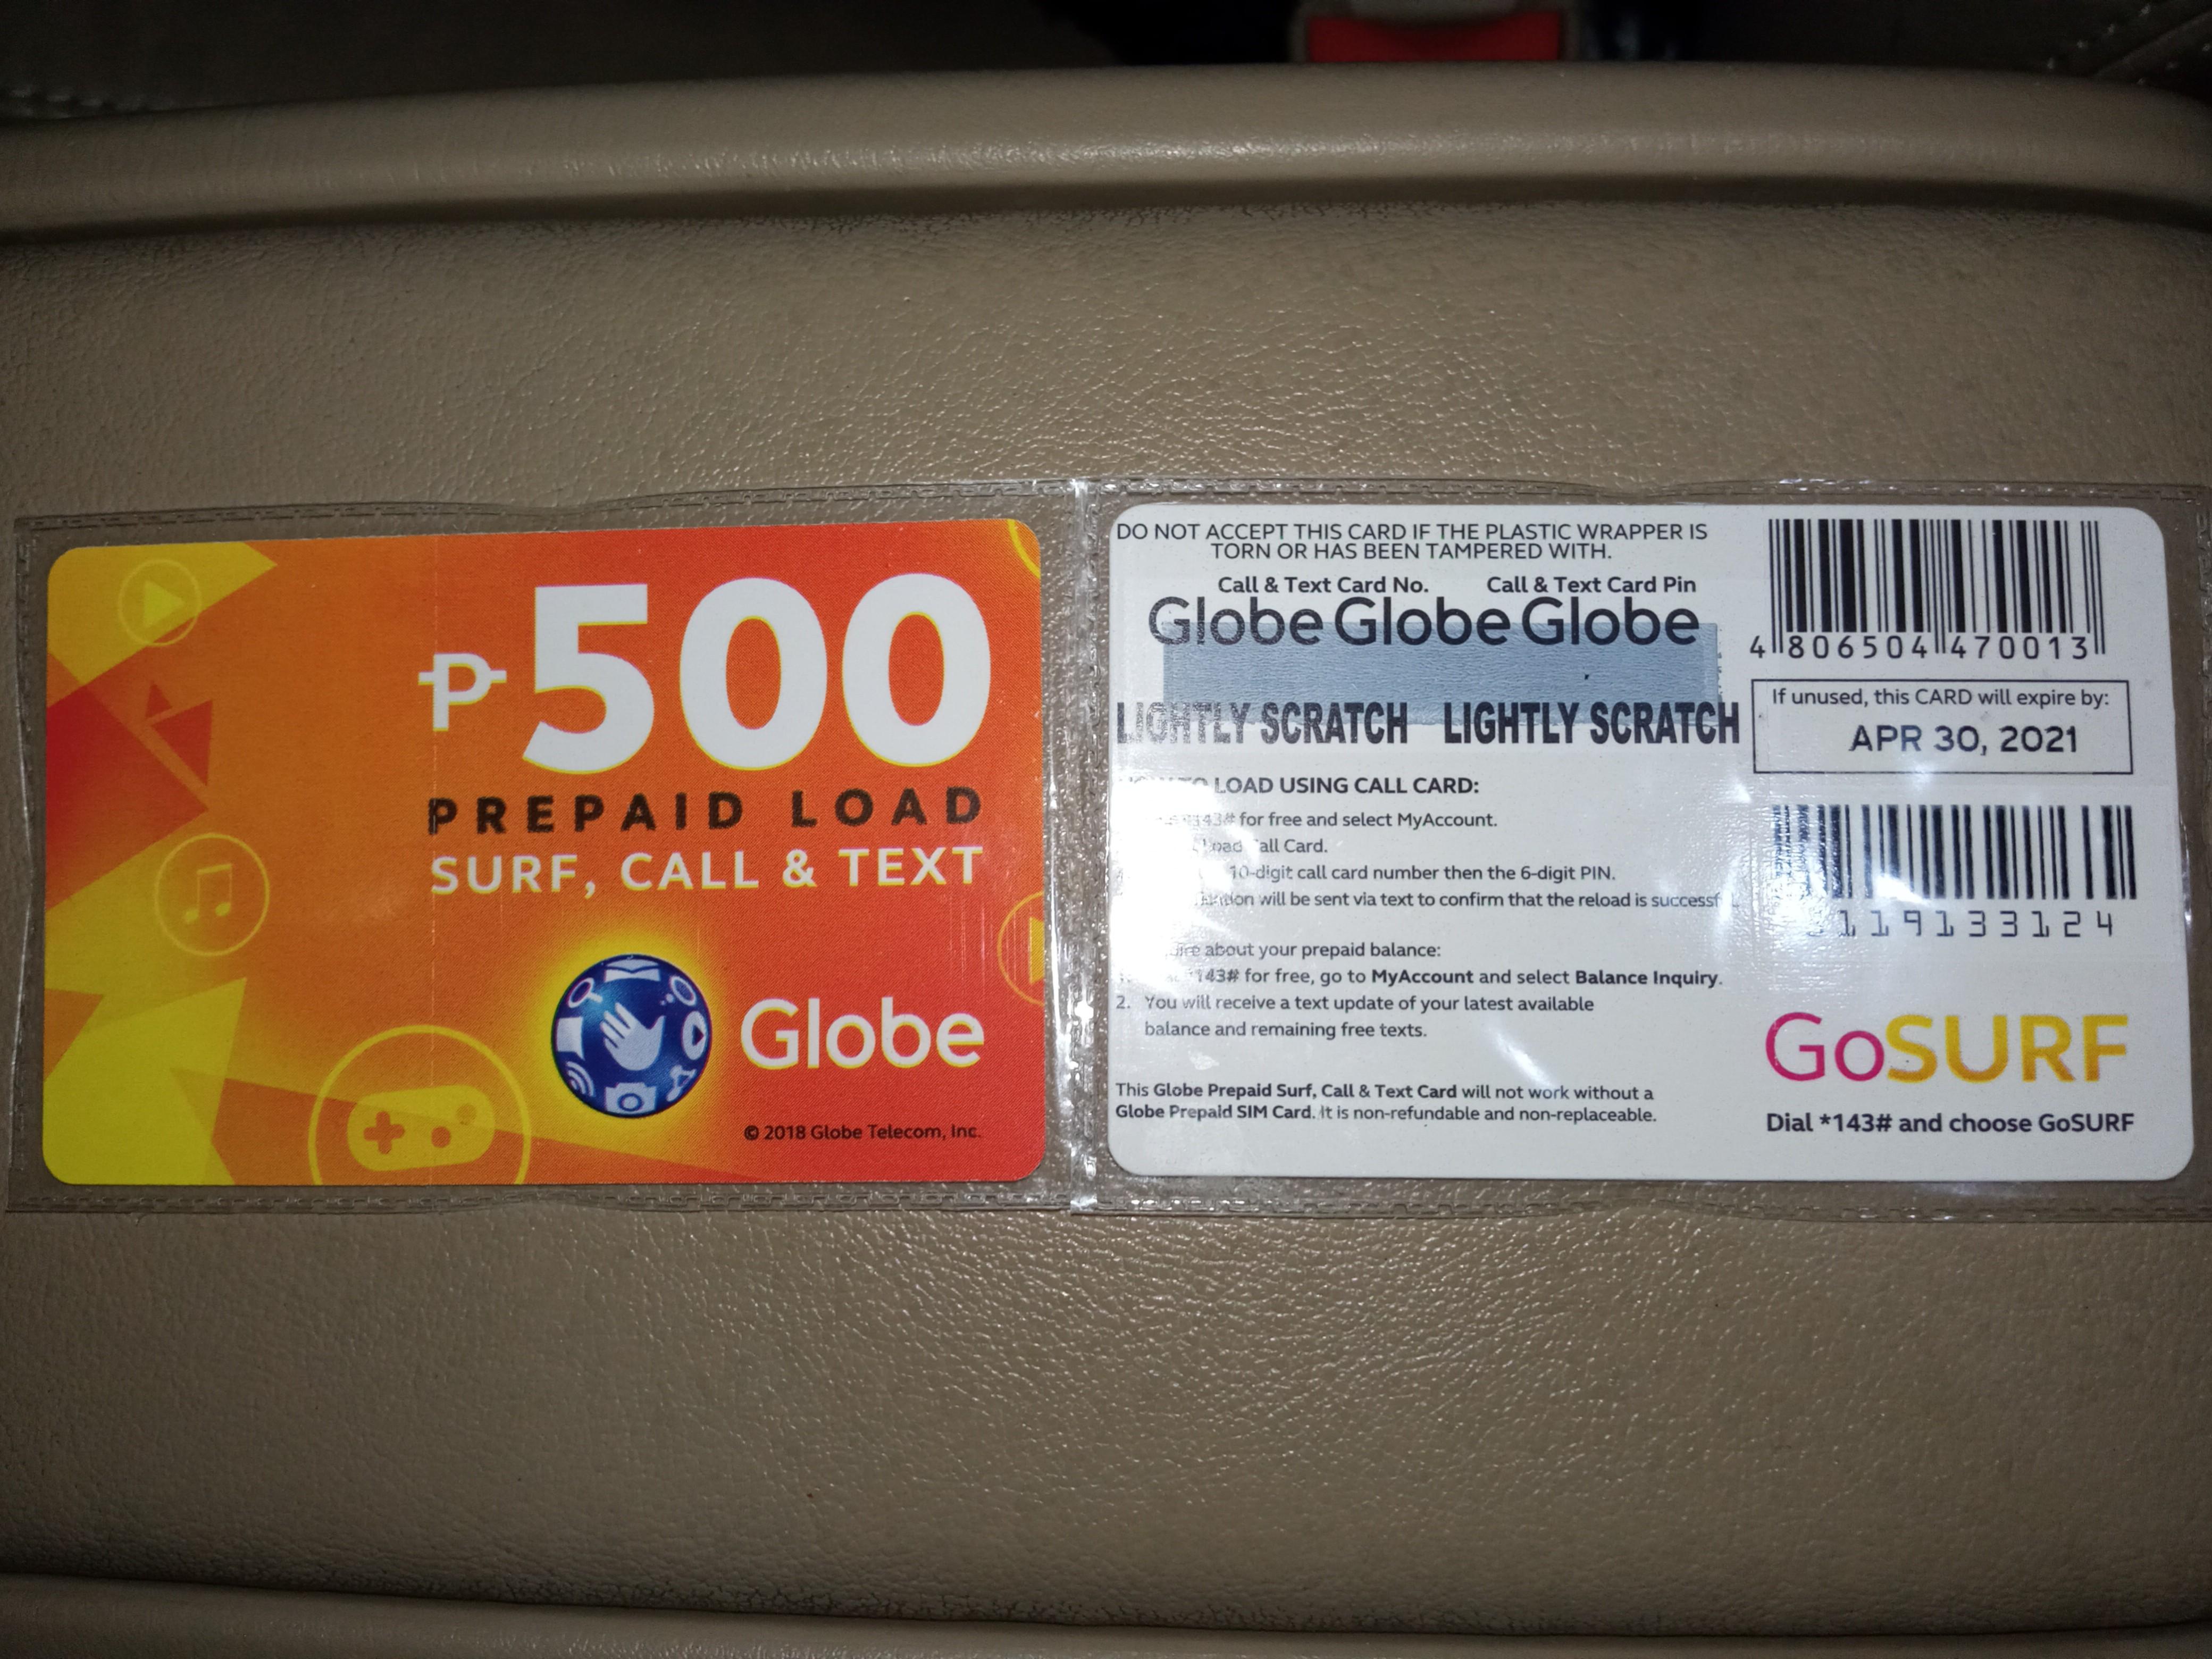 ₱500
PREPAID LOAD
SURF, CALL & TEXT
Globe
© 2018 Globe Telecom, Inc.
DO NOT ACCEPT THIS CARD IF THE PLASTIC WRAPPER IS
TORN OR HAS BEEN TAMPERED WITH.
Call & Text Card No. Call & Text Card Pin
Globe Globe Globe
LIGHTLY SCRATCH LIGHTLY SCRATCH
LOAD USING CALL CARD:
for free and select MyAccount.
Card.
10-digit call card number then the 6-digit PIN.
will be sent via text to confirm that the reload is
about your prepaid balance:
for free, go to MyAccount and select Balance Inquiry.
2. You will receive a text update of your latest available
balance and remaining free texts.
This Globe Prepaid Surf, Call & Text Card will not work without a
Globe Prepaid SIM Card. It is non-refundable and non-replaceable.
4 806504 470013
If unused, this CARD will expire by:
APR 30, 2021
GoSURF
Dial *143# and choose GoSURF